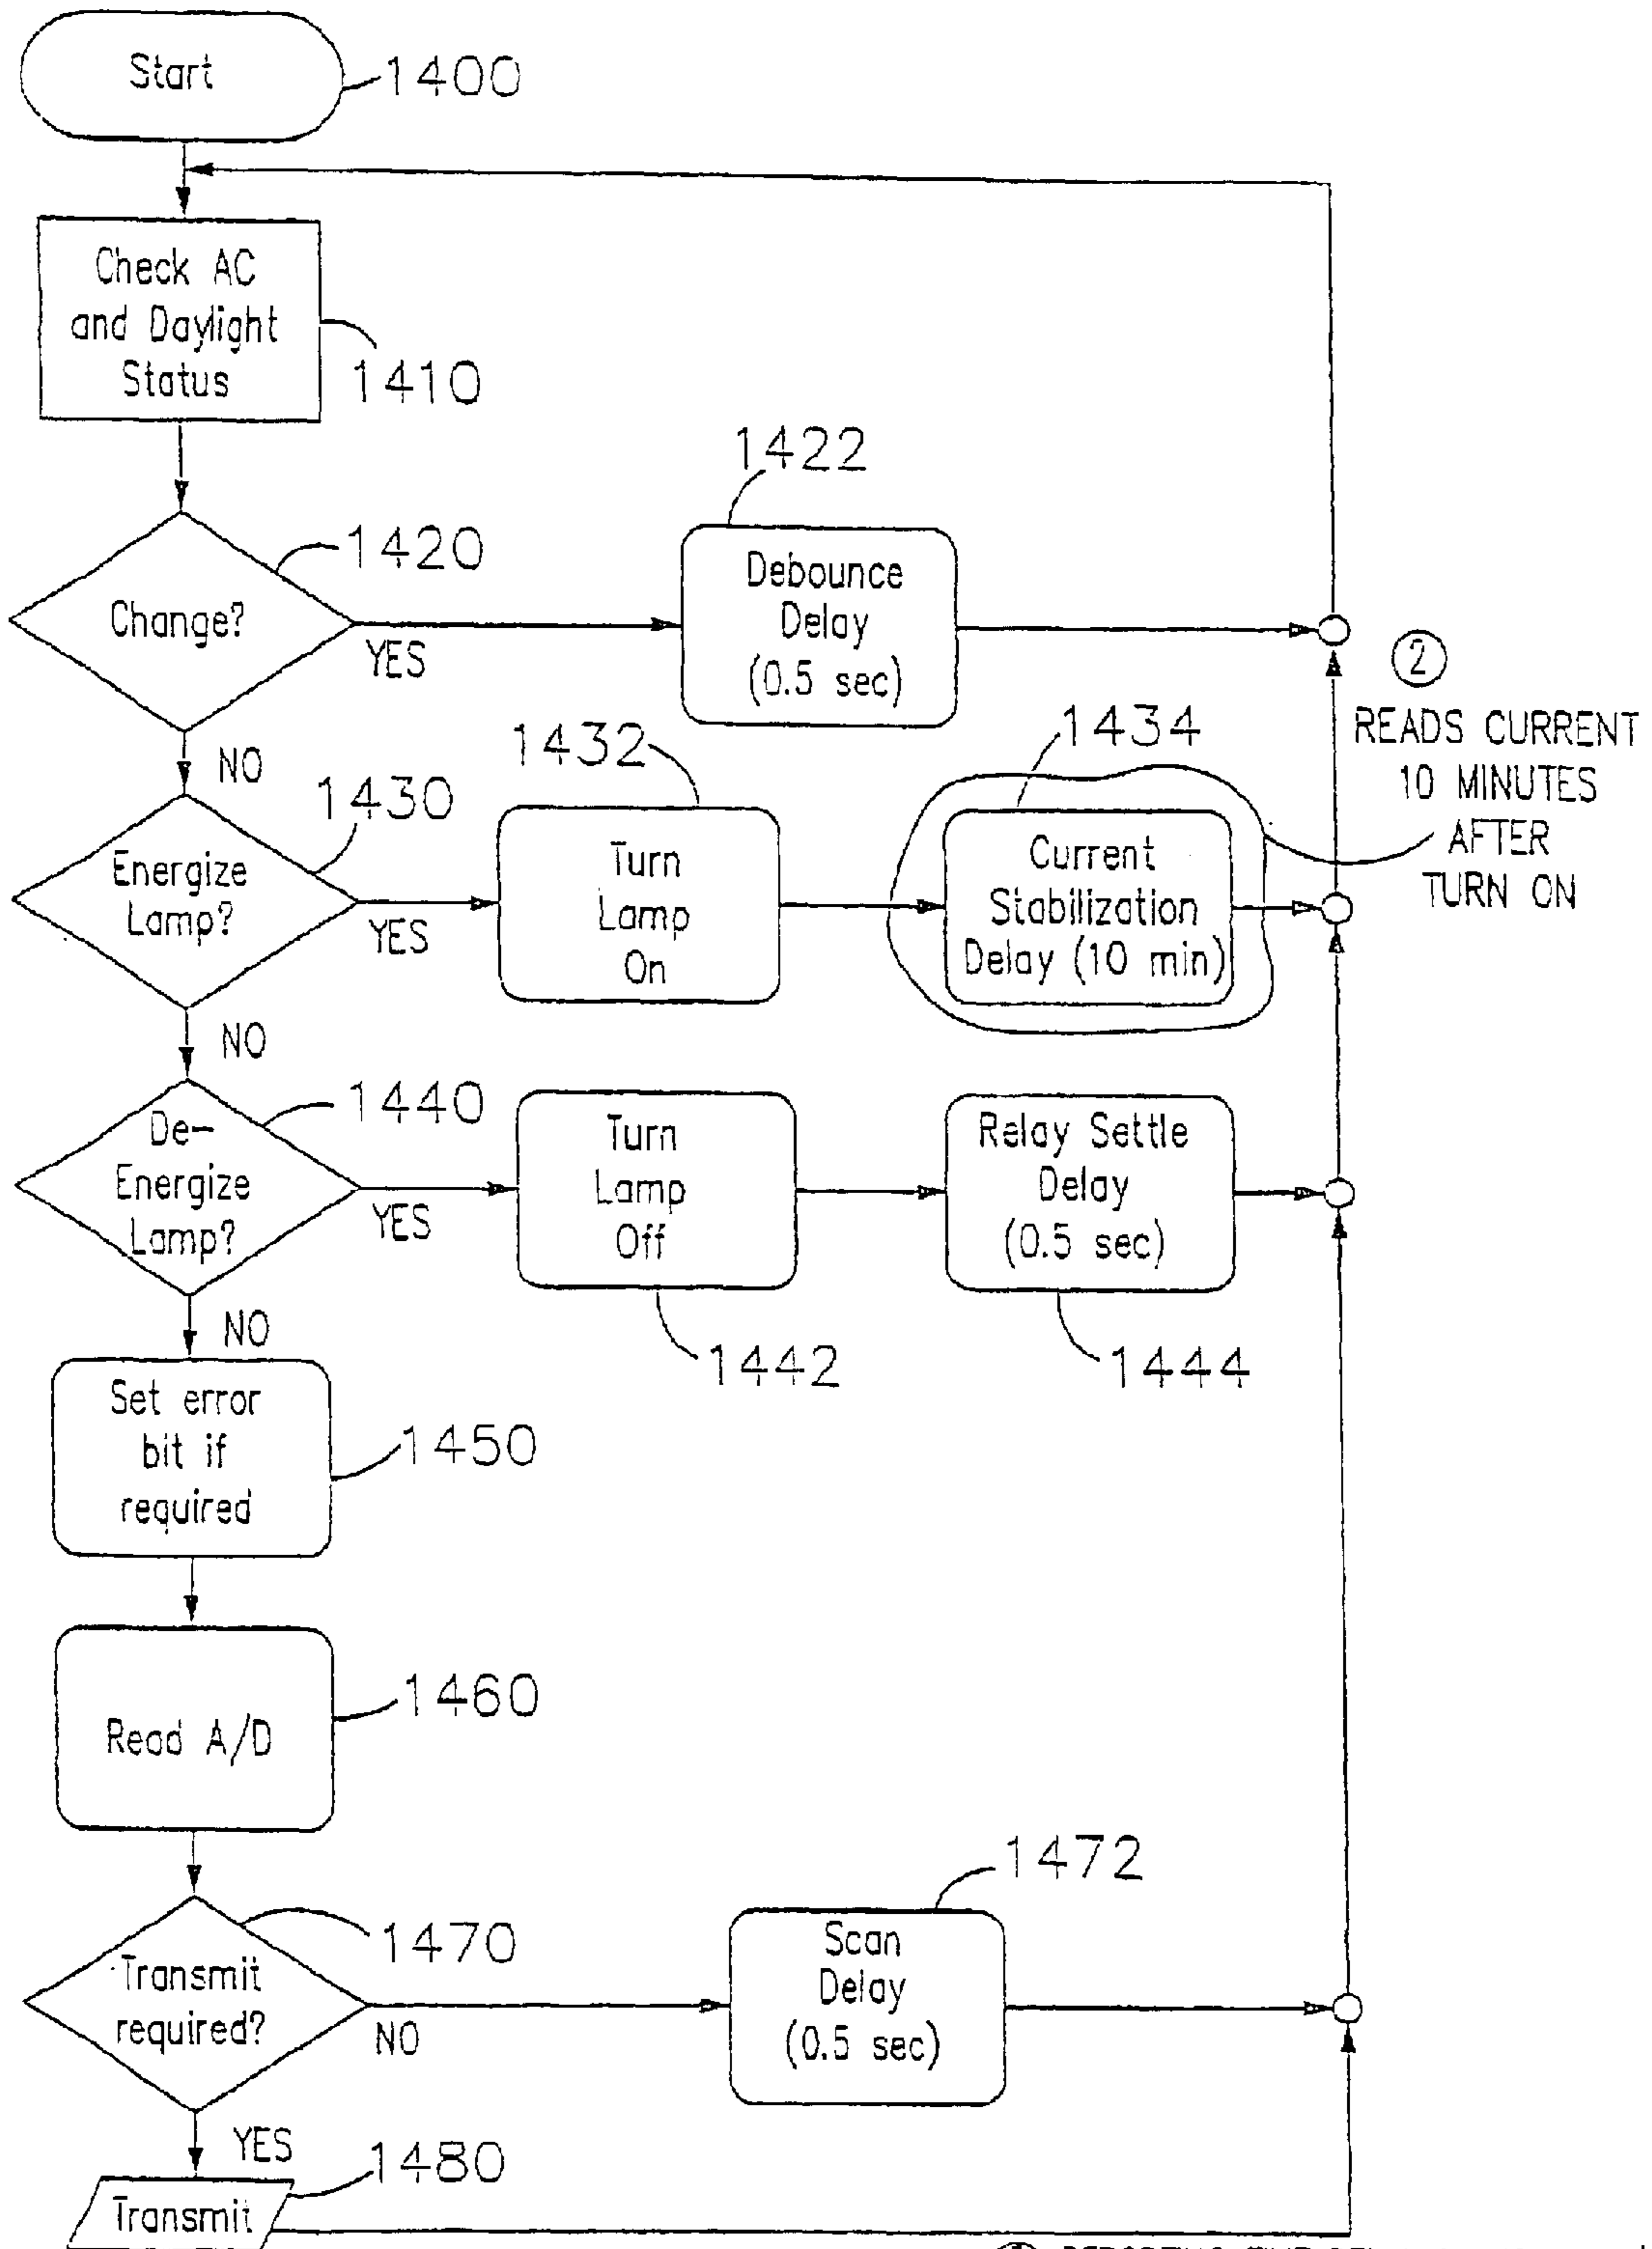 Start
1400
Check AC
and Daylight
Status
1410
1422
1420
Change?
YES
Debounce
Delay
(0.5 sec)
NO
2
READS CURRENT
10 MINUTES
AFTER
TURN ON
1432
1434
1430
Energize
Lamp?
YES
Turn
Lamp
On
Current
Stabilization
Delay (10 min)
NO
1440
De-
Energize
Lamp?
YES
Turn
Lamp
Off
Relay Settle
Delay
(0.5 sec)
NO
1442
1444
Set error
bit if
required
1450
Read A/D
1460
1472
1470
Transmit
required?
NO
Scan
Delay
(0.5 sec)
YES
1480
Transmit